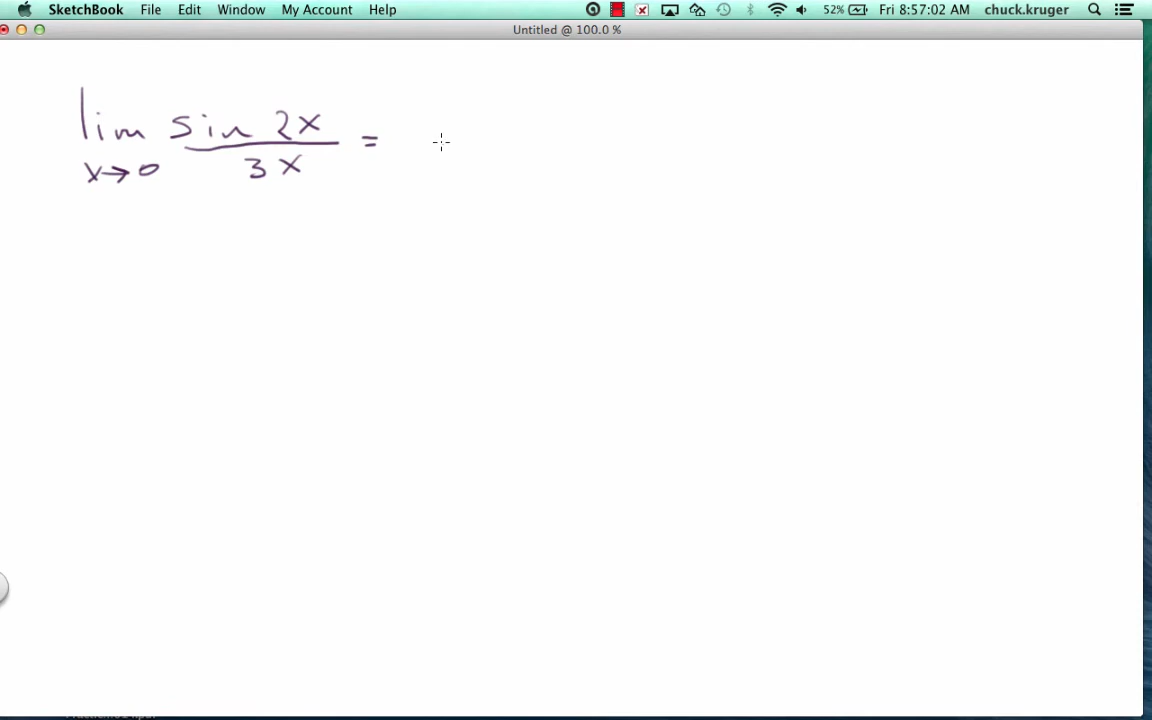 SketchBook File Edit Window My Account Help 52% Fri 8:57:02 AM chuck.kruger
Untitled @ 100.0 %
lim sin 2x =
x→0 3x